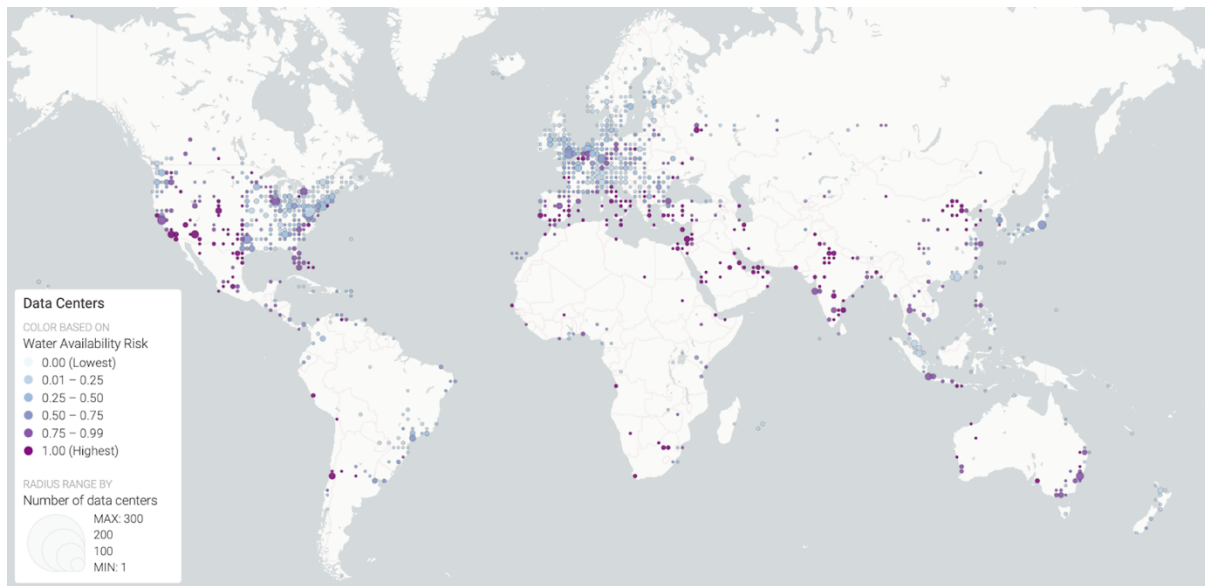 Data Centers
COLOR BASED ON
Water Availability Risk
0.00 (Lowest)
0.01 – 0.25
0.25 – 0.50
0.50 – 0.75
0.75 – 0.99
1.00 (Highest)
RADIUS RANGE BY
Number of data centers
MAX: 300
200
100
MIN: 1